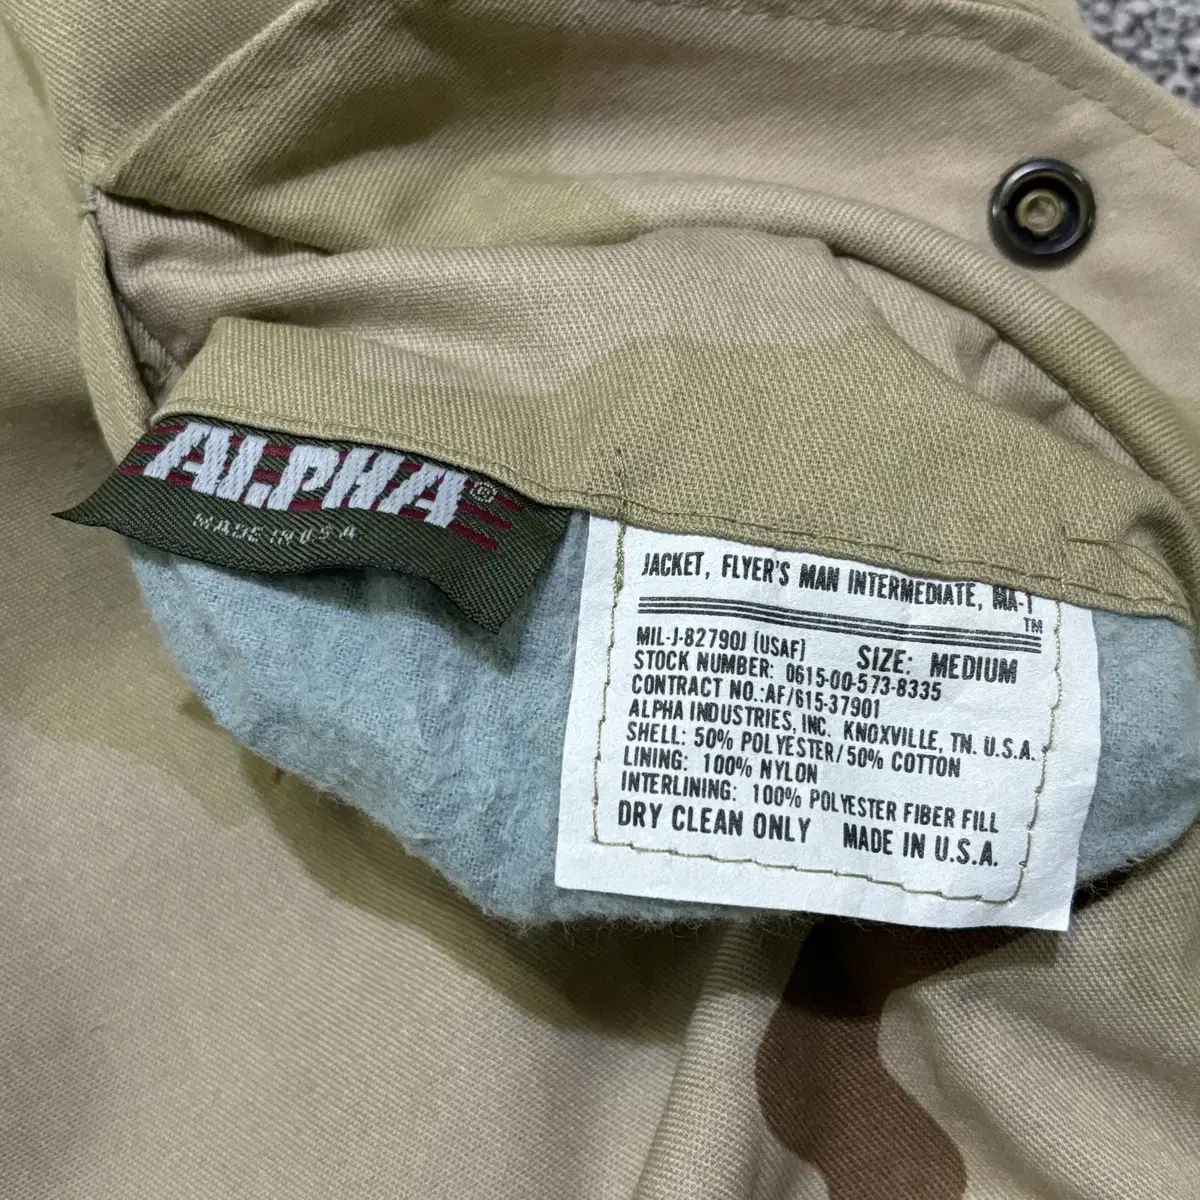 ALPHA®
MADE IN U.S.A
JACKET, FLYER'S MAN INTERMEDIATE, MA-1
TM
MIL-J-82790J (USAF) SIZE: MEDIUM
STOCK NUMBER: 0615-00-573-8335
CONTRACT NO.:AF/615-37901
ALPHA INDUSTRIES, INC. KNOXVILLE, TN. U.S.A.
SHELL: 50% POLYESTER/50% COTTON
LINING: 100% NYLON
INTERLINING: 100% POLYESTER FIBER FILL
DRY CLEAN ONLY MADE IN U.S.A.